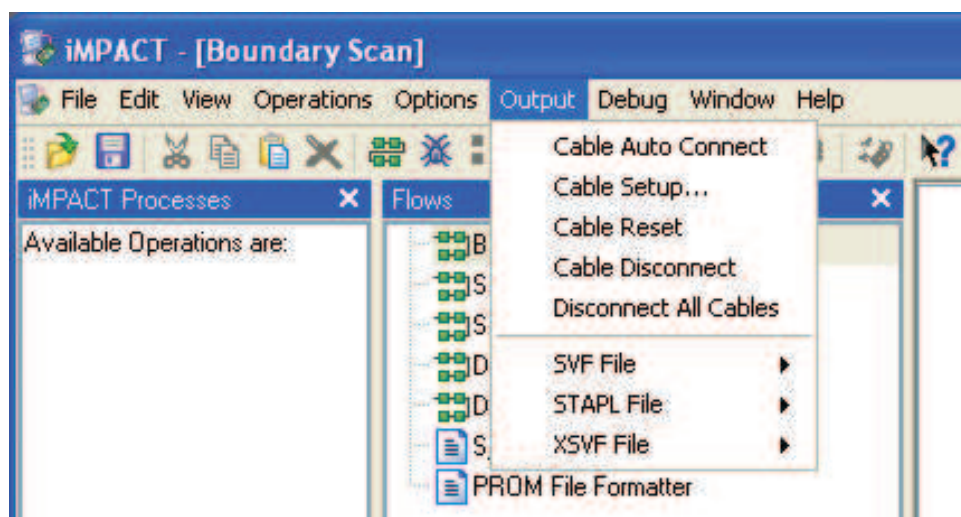 iMPACT - [Boundary Scan]
File Edit View Operations Options Output Debug Window Help
iMPACT Processes
Flows
Available Operations are:
B
S
S
D
D
S
PROM File Formatter
Cable Auto Connect
Cable Setup...
Cable Reset
Cable Disconnect
Disconnect All Cables
SVF File
STAPL File
XSVF File